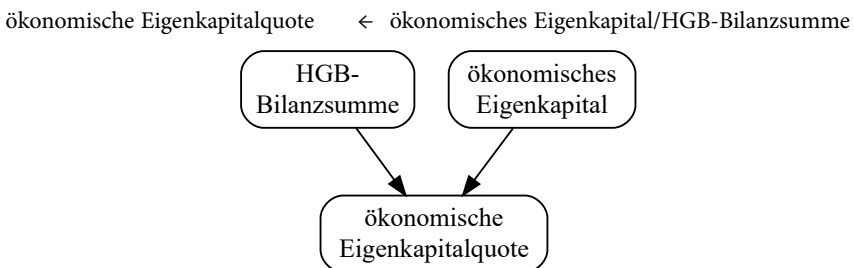 ökonomische Eigenkapitalquote ← ökonomisches Eigenkapital/HGB-Bilanzsumme
HGB-
Bilanzsumme
ökonomisches
Eigenkapital
ökonomische
Eigenkapitalquote